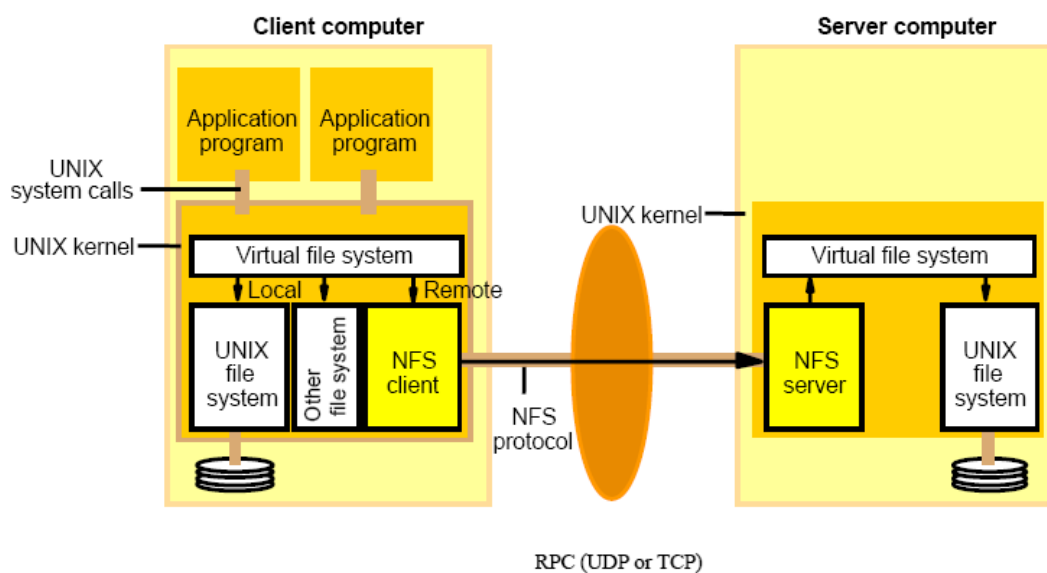 Client computer
Server computer
Application
program
Application
program
UNIX
system calls
UNIX kernel
UNIX kernel
Virtual file system
Virtual file system
Local
Remote
UNIX
file
system
Other
file system
NFS
client
NFS
server
UNIX
file
system
NFS
protocol
RPC (UDP or TCP)